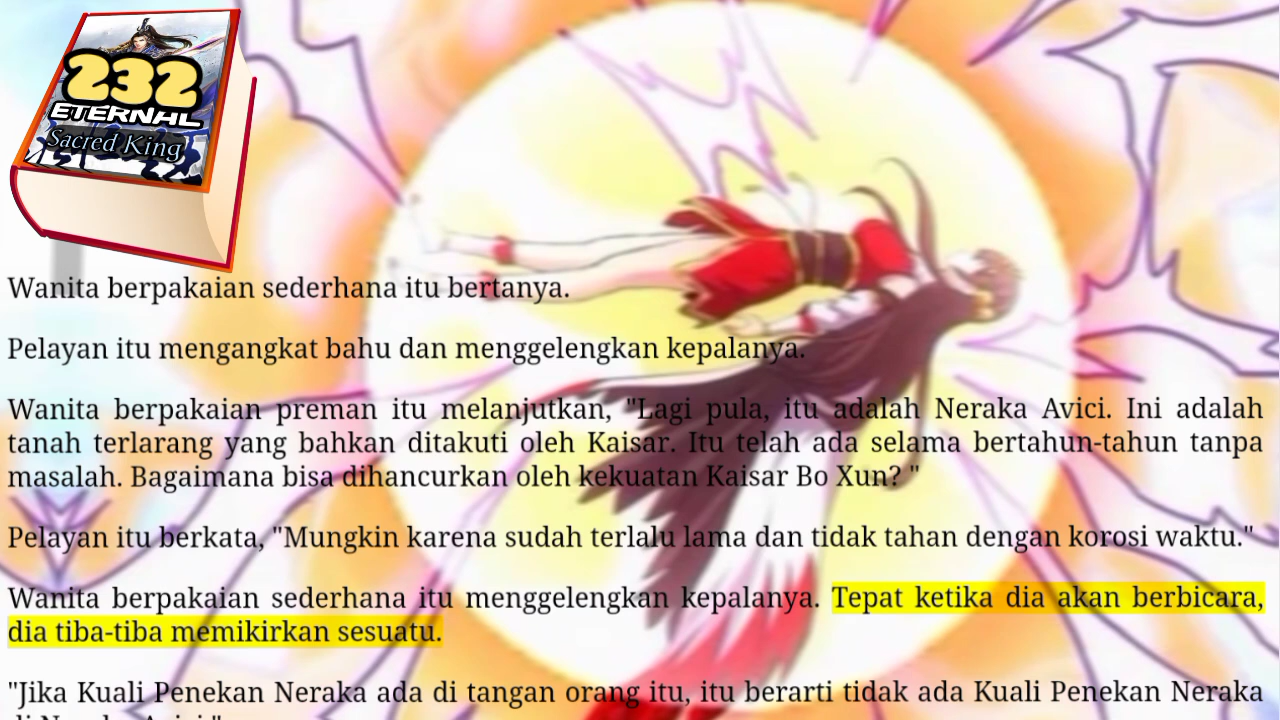 232
ETERNAL
Sacred King
Wanita berpakaian sederhana itu bertanya.
Pelayan itu mengangkat bahu dan menggelengkan kepalanya.
Wanita berpakaian preman itu melanjutkan, "Lagi pula, itu adalah Neraka Avici. Ini adalah
tanah terlarang yang bahkan ditakuti oleh Kaisar. Itu telah ada selama bertahun-tahun tanpa
masalah. Bagaimana bisa dihancurkan oleh kekuatan Kaisar Bo Xun? "
Pelayan itu berkata, "Mungkin karena sudah terlalu lama dan tidak tahan dengan korosi waktu."
Wanita berpakaian sederhana itu menggelengkan kepalanya. Tepat ketika dia akan berbicara,
dia tiba-tiba memikirkan sesuatu.
"Jika Kuali Penekan Neraka ada di tangan orang itu, itu berarti tidak ada Kuali Penekan Neraka